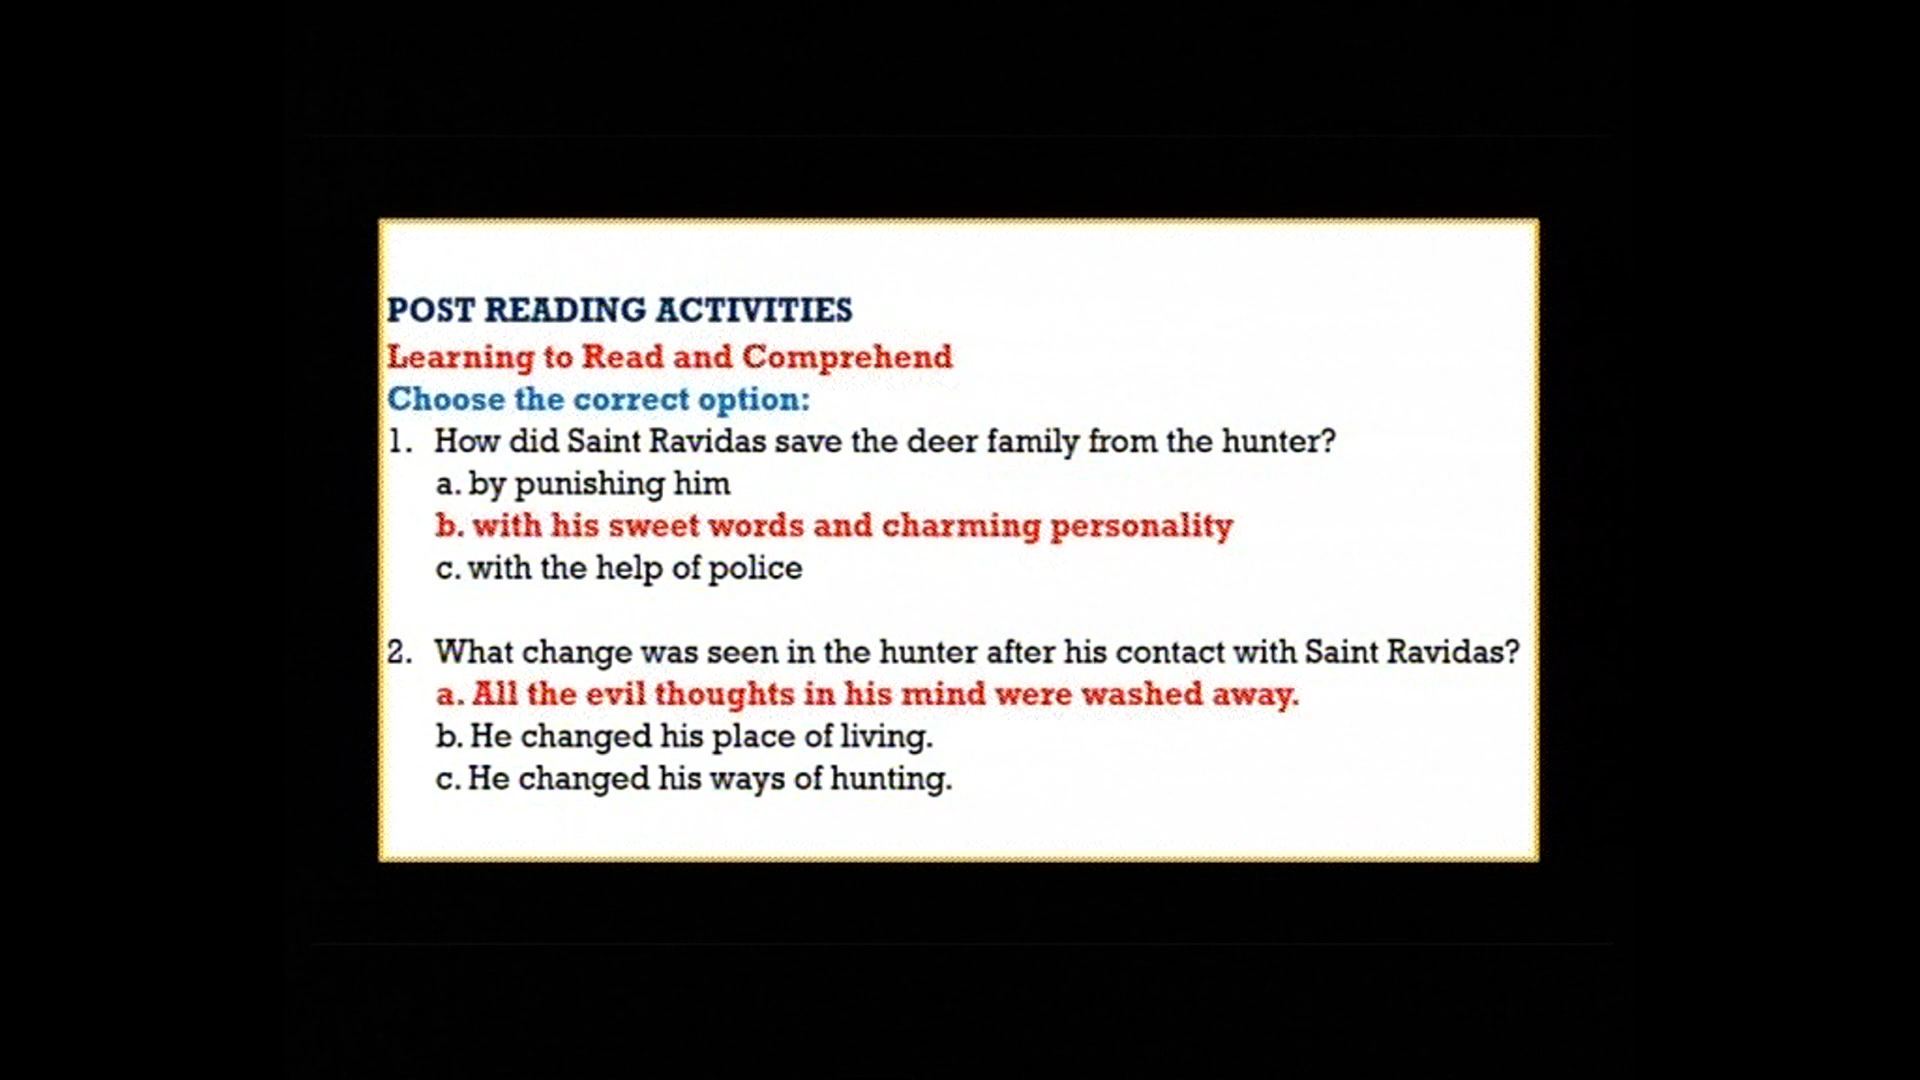 POST READING ACTIVITIES
Learning to Read and Comprehend
Choose the correct option:
1. How did Saint Ravidas save the deer family from the hunter?
a. by punishing him
b. with his sweet words and charming personality
c. with the help of police
2. What change was seen in the hunter after his contact with Saint Ravidas?
a. All the evil thoughts in his mind were washed away.
b. He changed his place of living.
c. He changed his ways of hunting.